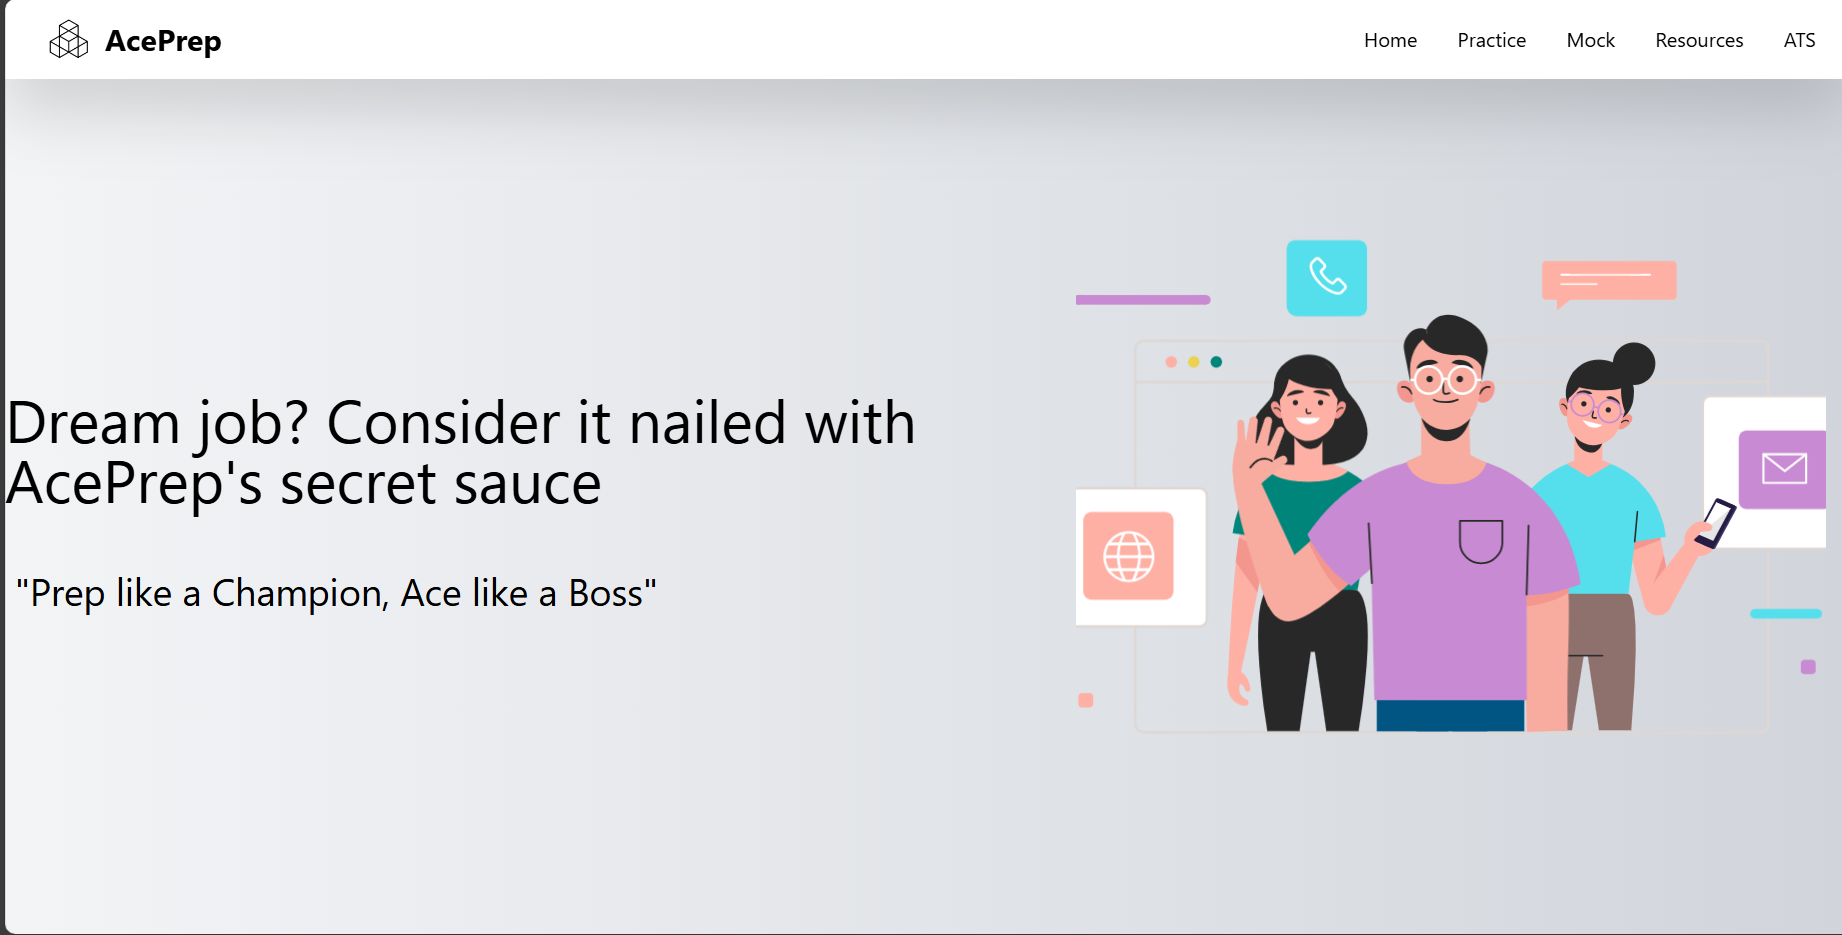 AcePrep
Home Practice Mock Resources ATS
Dream job? Consider it nailed with
AcePrep's secret sauce
"Prep like a Champion, Ace like a Boss"